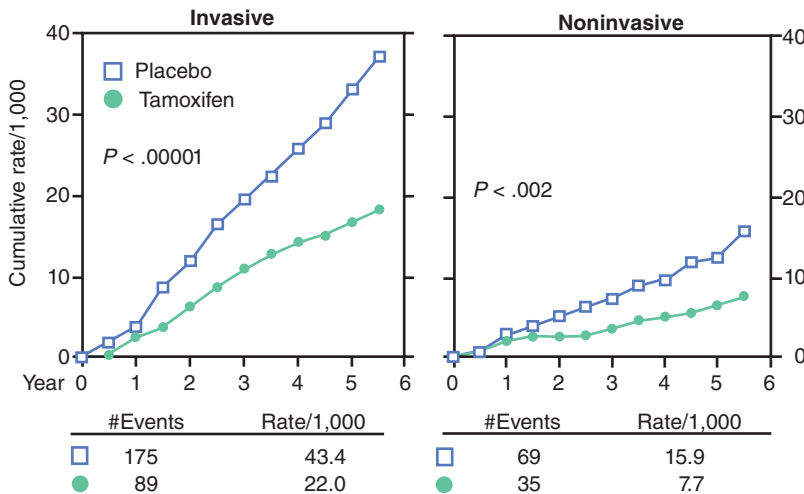 Invasive
Noninvasive
Cumulative rate/1,000
40
30
20
10
0
Placebo
Tamoxifen
P < .00001
Year 0 1 2 3 4 5 6
P < .002
40
30
20
10
0
0 1 2 3 4 5 6
#Events Rate/1,000
175 43.4
89 22.0
#Events Rate/1,000
69 15.9
35 7.7